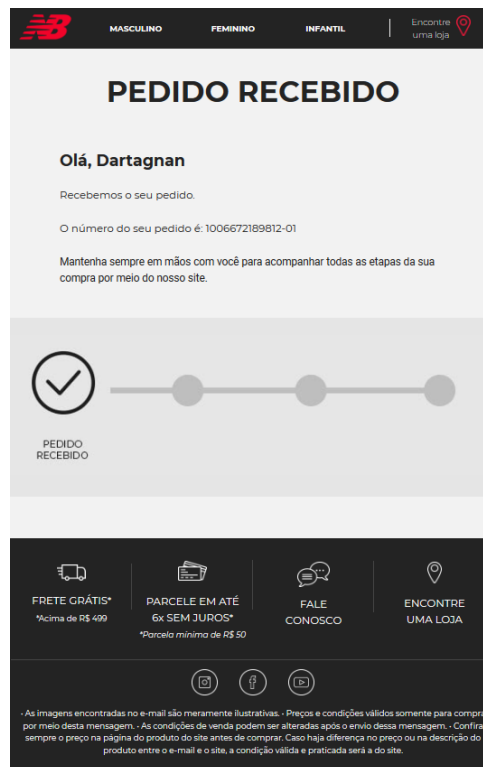 NB
MASCULINO FEMININO INFANTIL Encontre
uma loja
PEDIDO RECEBIDO
Olá, Dartagnan
Recebemos o seu pedido.
O número do seu pedido é: 1006672189812-01
Mantenha sempre em mãos com você para acompanhar todas as etapas da sua
compra por meio do nosso site.
PEDIDO
RECEBIDO
FRETE GRÁTIS*
*Acima de R$ 499
PARCELE EM ATÉ
6x SEM JUROS*
*Parcela mínima de R$ 50
FALE
CONOSCO
ENCONTRE
UMA LOJA
• As imagens encontradas no e-mail são meramente ilustrativas. • Preços e condições válidos somente para compra
por meio desta mensagem. • As condições de venda podem ser alteradas após o envio dessa mensagem. • Confira
sempre o preço na página do produto do site antes de comprar. Caso haja diferença no preço ou na descrição do
produto entre o e-mail e o site, a condição válida e praticada será a do site.